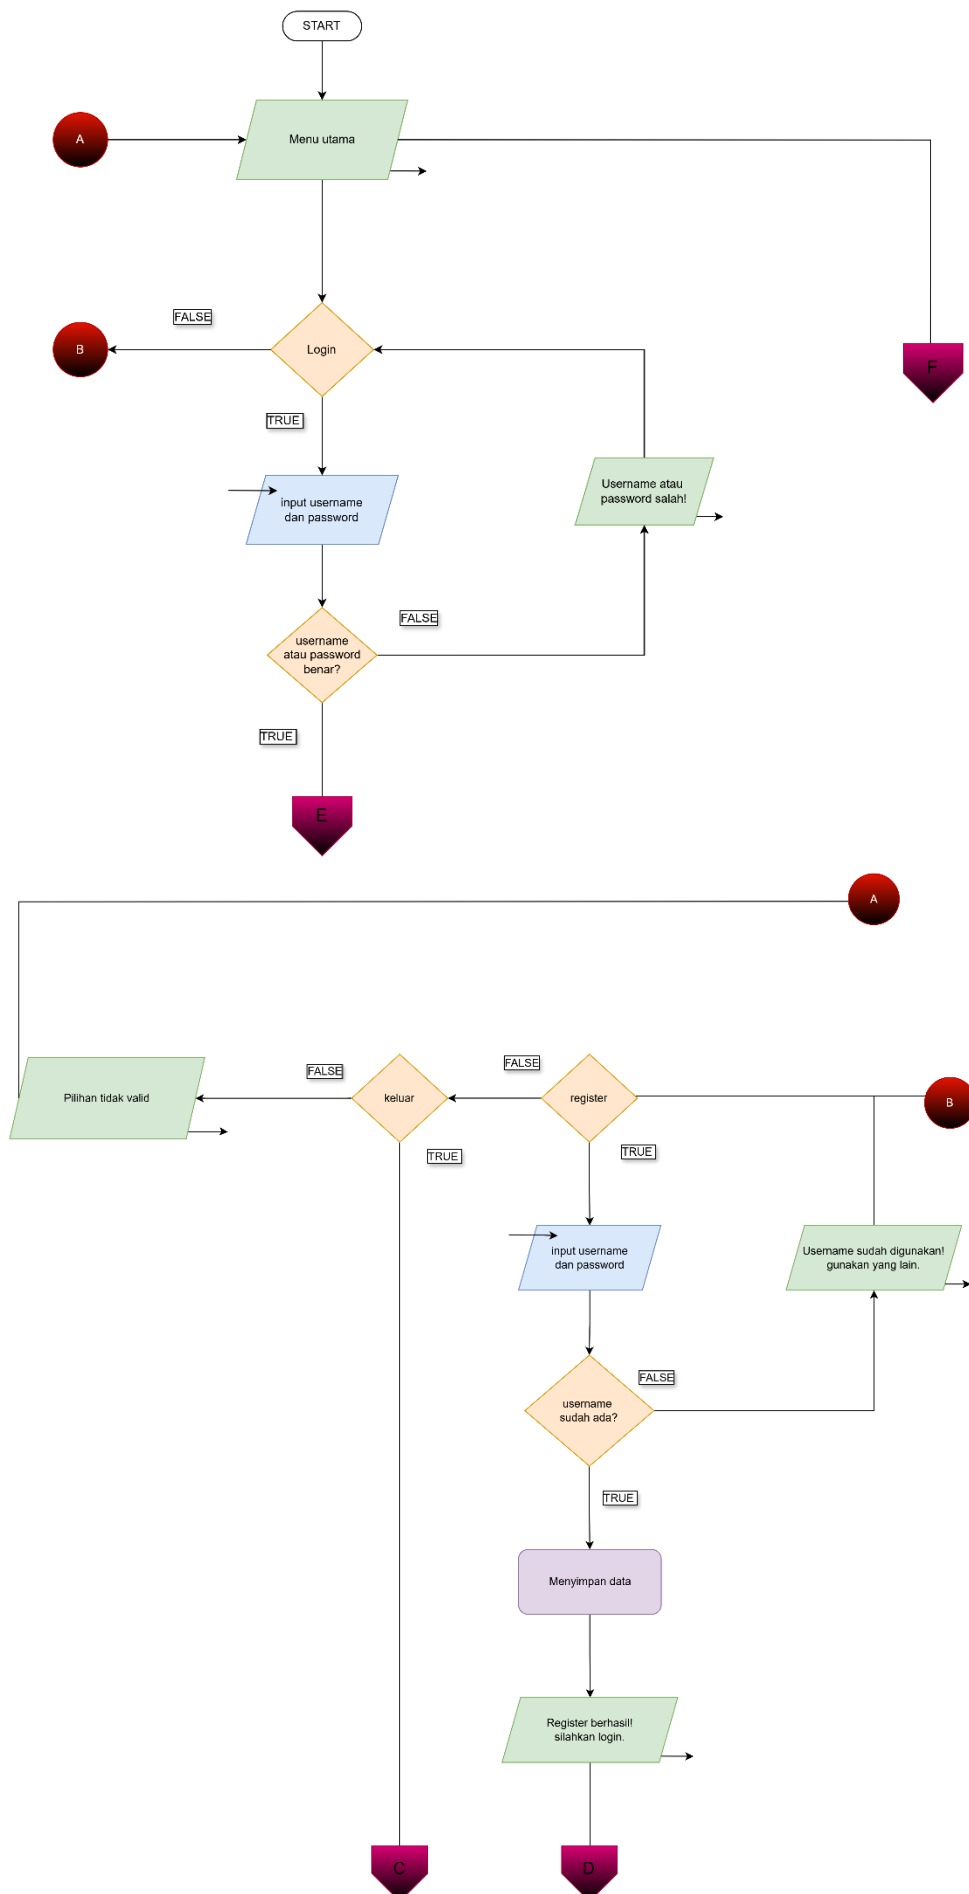 START
A
Menu utama
FALSE
B
Login
F
TRUE
Username atau
password salah!
input username
dan password
FALSE
username
atau password
benar?
TRUE
E
A
FALSE
FALSE
Pilihan tidak valid
keluar
register
B
TRUE
TRUE
input username
dan password
Username sudah digunakan!
gunakan yang lain.
FALSE
username
sudah ada?
TRUE
Menyimpan data
Register berhasil!
silahkan login.
C
D